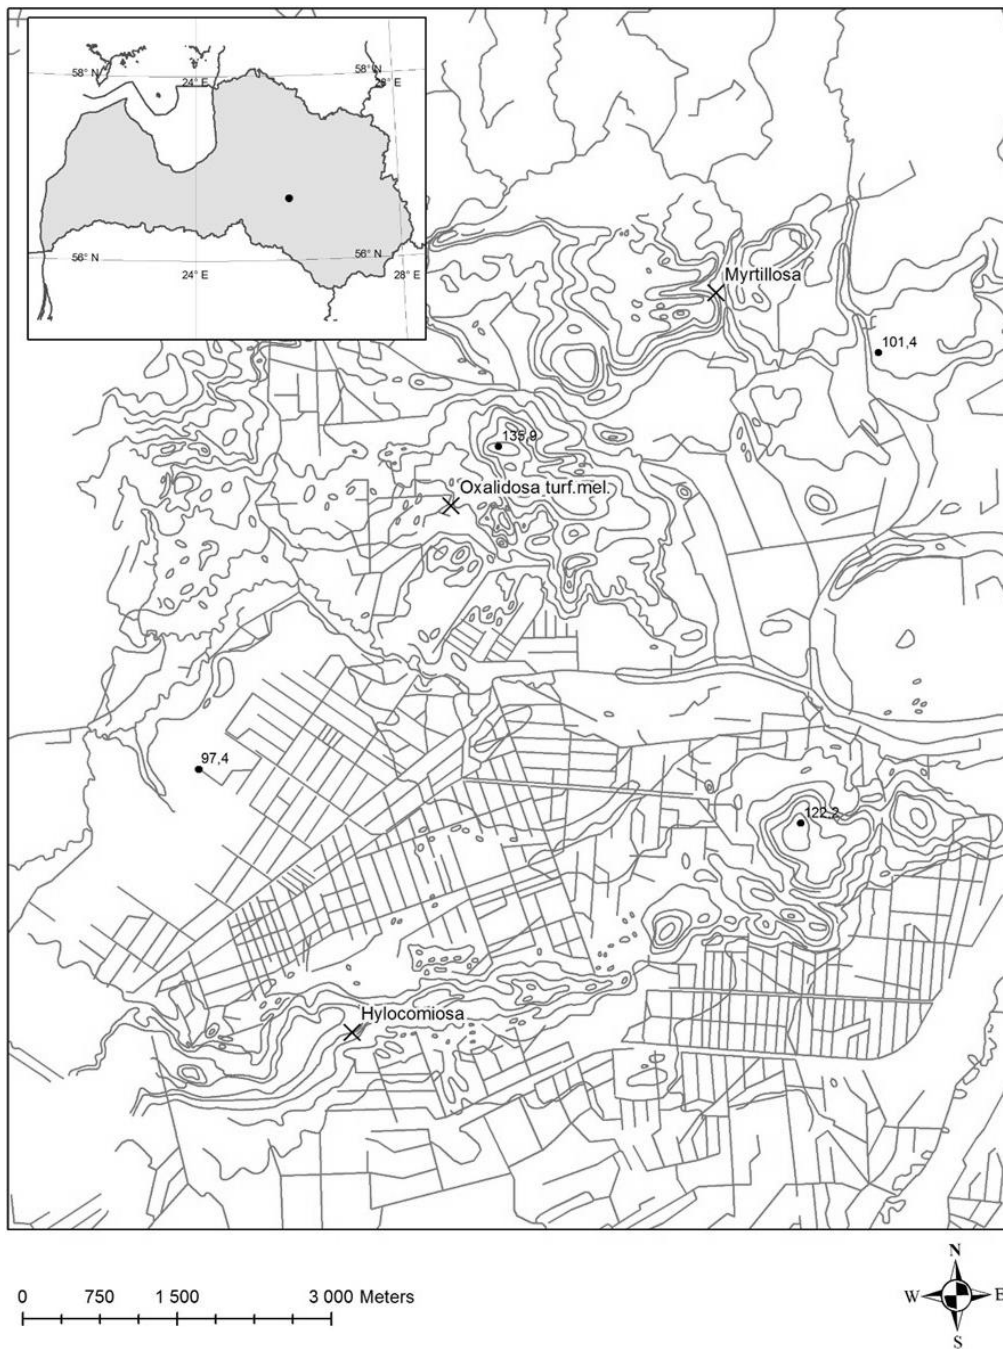 58° N
24° E
58° N
28° E
56° N
24° E
56° N
28° E
Myrtillosa
101,4
135,9
Oxalidosa turf.mel.
97,4
122,2
Hylocomiosa
0 750 1 500 3 000 Meters
N
W E
S